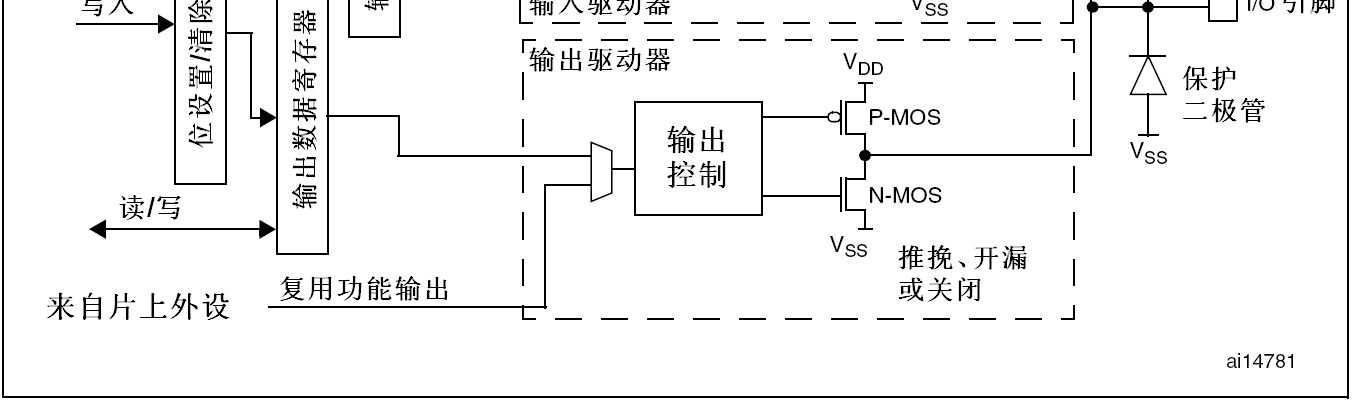 写入
输入驱动器
VSS
I/O 引脚
位设置/清除
输出数据寄存器
输
输出驱动器
VDD
P-MOS
输出
控制
N-MOS
VSS
推挽、开漏
或关闭
保护
二极管
VSS
读/写
复用功能输出
来自片上外设
ai14781